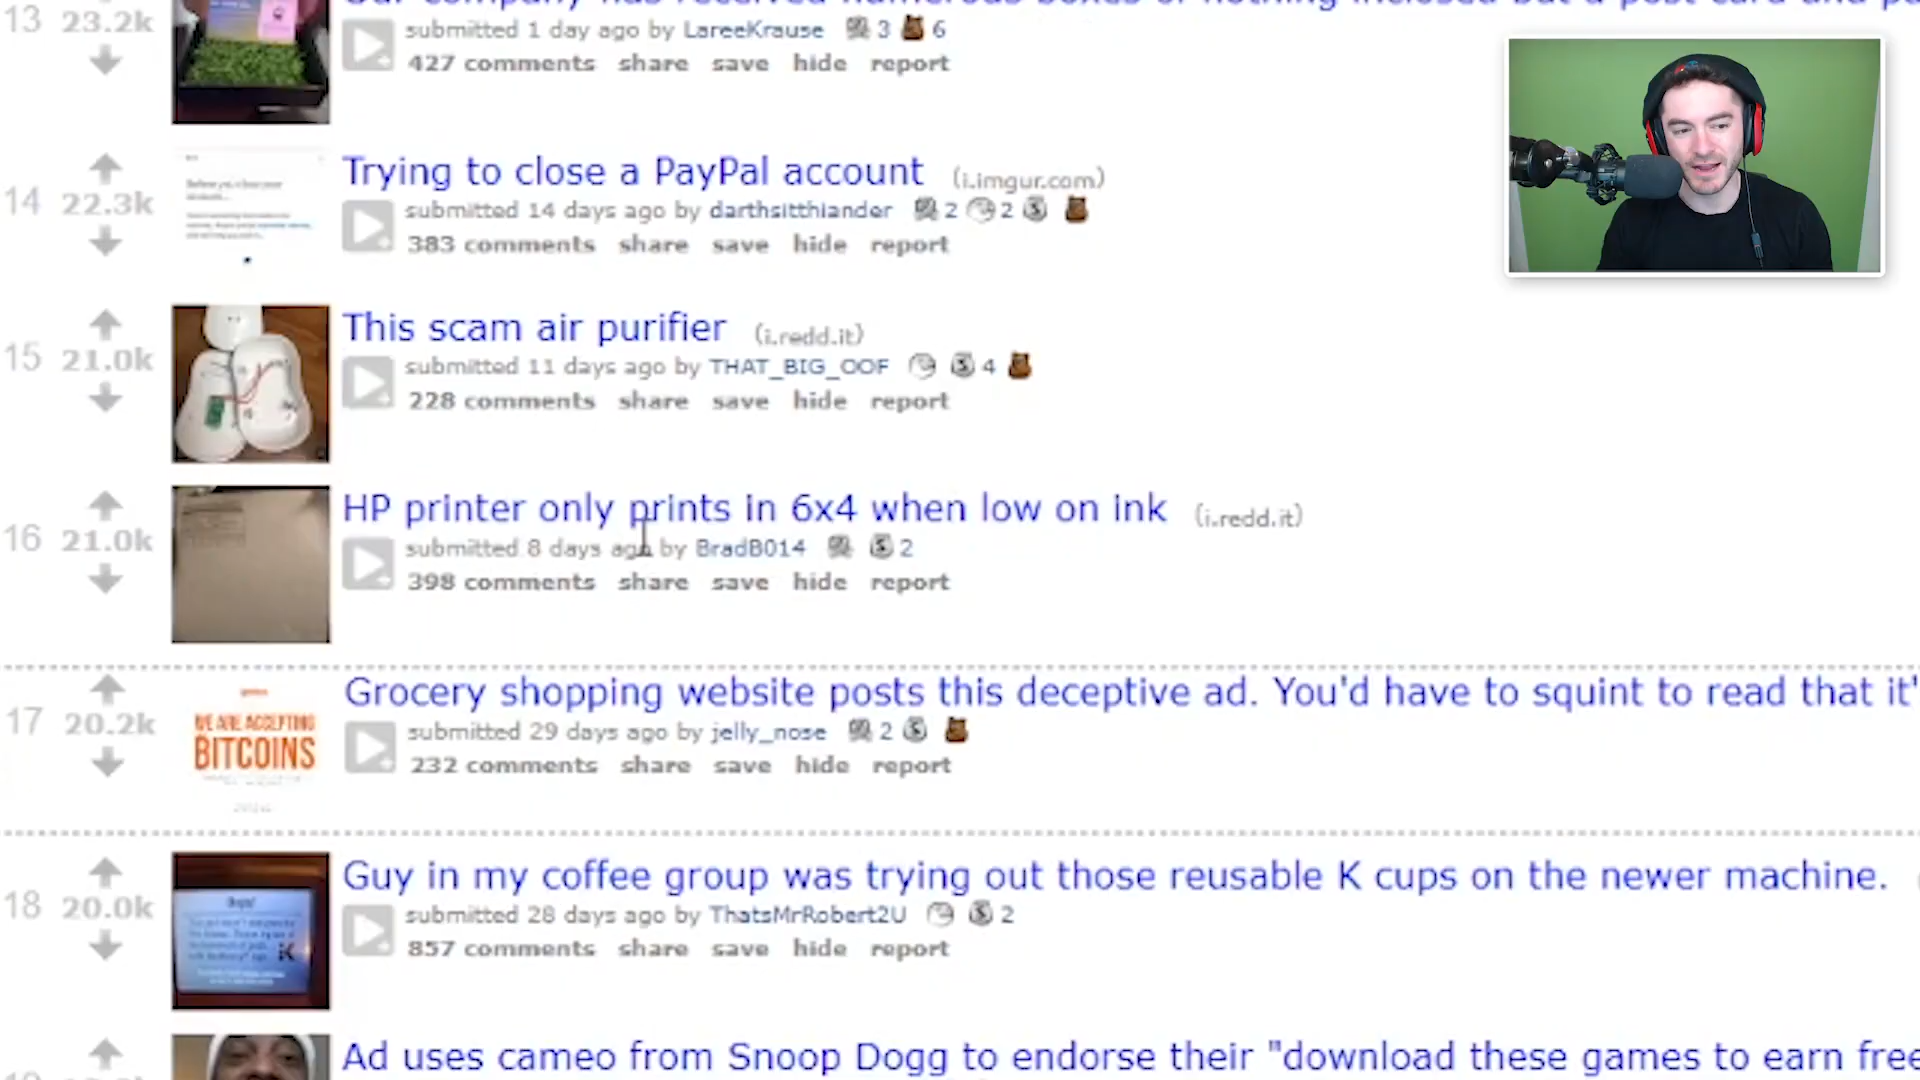 13 23.2k
submitted 1 day ago by LareeKrause 3 6
427 comments share save hide report
Trying to close a PayPal account (i.imgur.com)
14 22.3k
submitted 14 days ago by darthsitthiander 2 2
383 comments share save hide report
This scam air purifier (i.redd.it)
15 21.0k
submitted 11 days ago by THAT_BIG_OOF 4
228 comments share save hide report
HP printer only prints in 6x4 when low on ink (i.redd.it)
16 21.0k
submitted 8 days ago by BradB014 2
398 comments share save hide report
Grocery shopping website posts this deceptive ad. You'd have to squint to read that it'
17 20.2k
WE ARE ACCEPTING
BITCOINS
submitted 29 days ago by jelly_nose 2
232 comments share save hide report
Guy in my coffee group was trying out those reusable K cups on the newer machine.
18 20.0k
submitted 28 days ago by ThatsMrRobert2U 2
857 comments share save hide report
Ad uses cameo from Snoop Dogg to endorse their "download these games to earn free